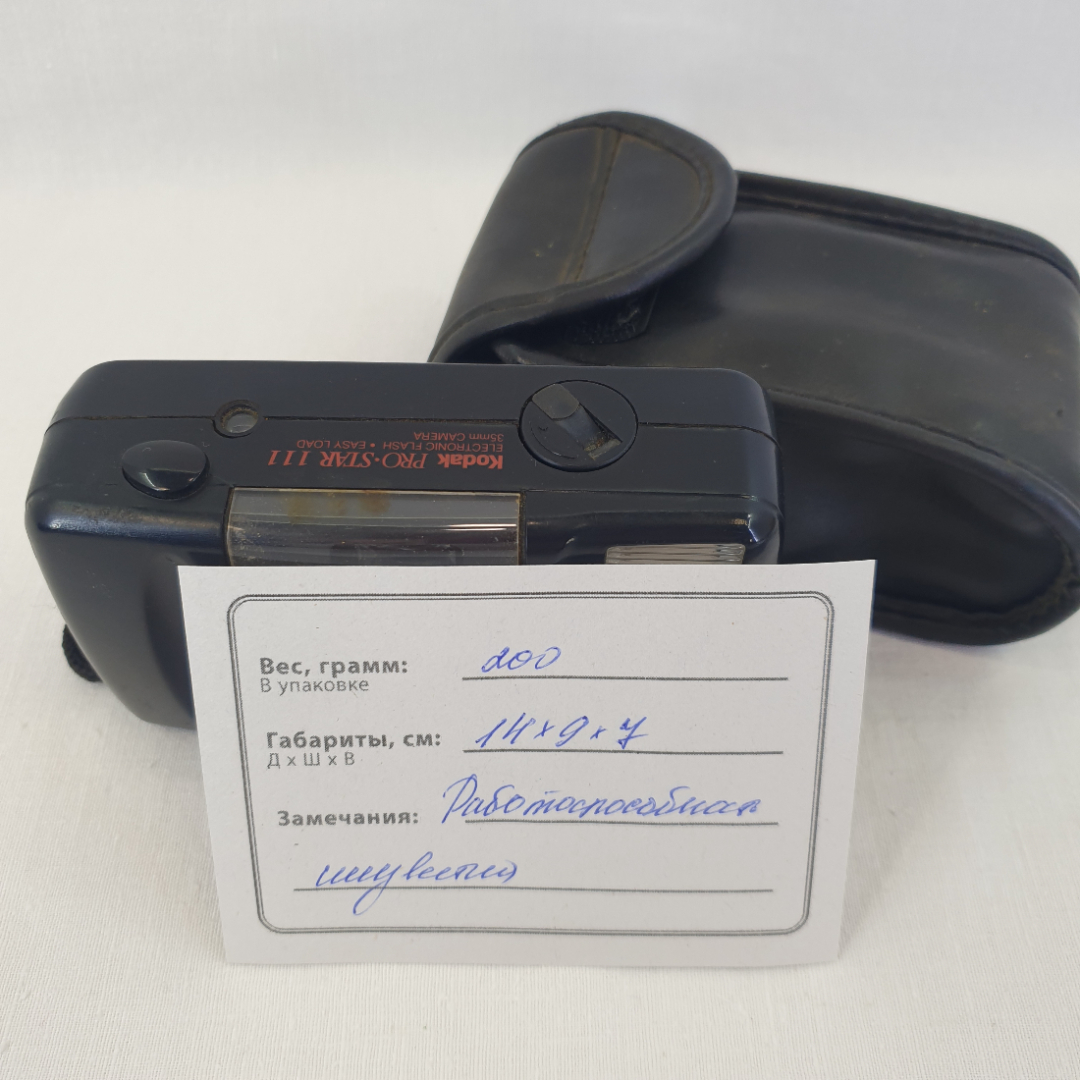 Kodak PRO·STAR 111
ELECTRONIC FLASH • EASY LOAD
35mm CAMERA
Вес, грамм: 200
В упаковке
Габариты, см: 14 x 9 x 7
Д x Ш x В
Замечания: Работоспособная